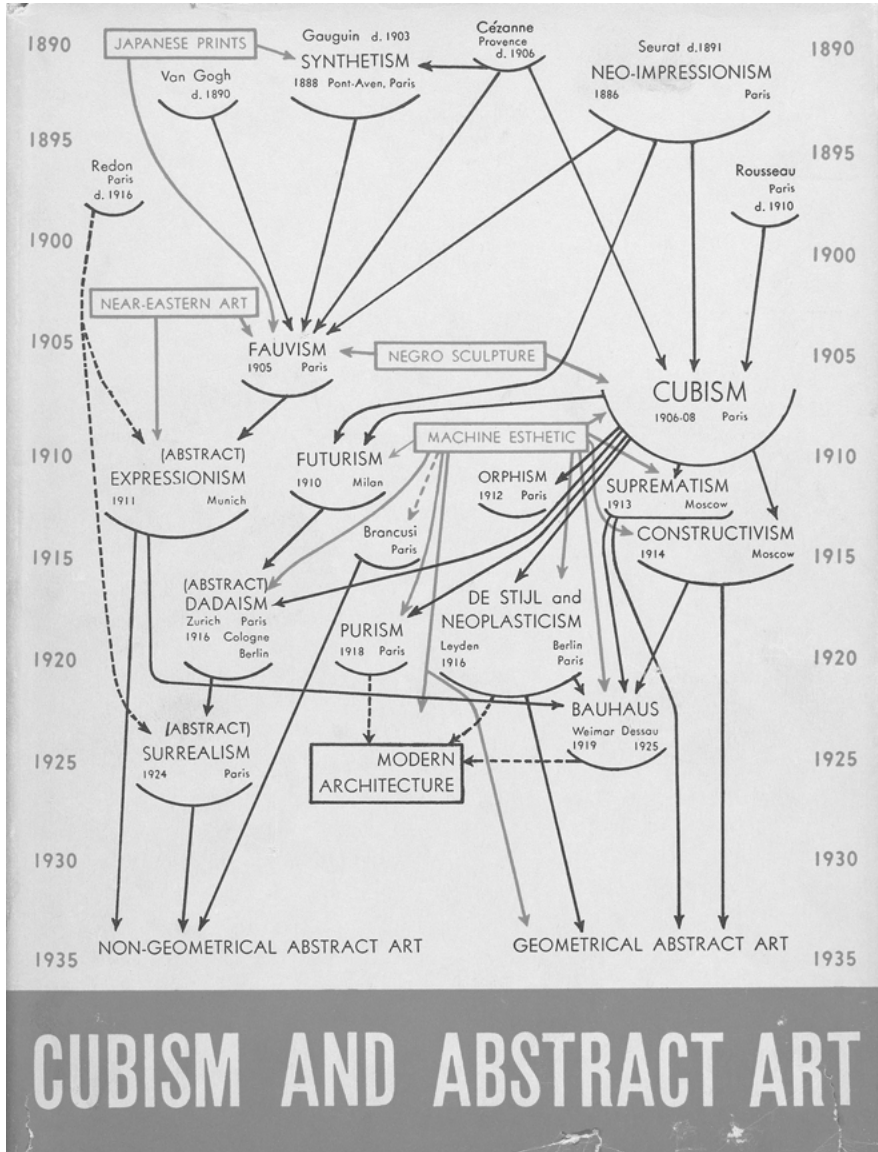 1890
JAPANESE PRINTS
Van Gogh
d. 1890
Gauguin d. 1903
SYNTHETISM
1888 Pont-Aven, Paris
Cézanne
Provence
d. 1906
Seurat d.1891
NEO-IMPRESSIONISM
1886 Paris
1890
1895
1895
Redon
Paris
d. 1916
Rousseau
Paris
d. 1910
1900
1900
NEAR-EASTERN ART
1905
FAUVISM
1905 Paris
NEGRO SCULPTURE
1905
CUBISM
1906-08 Paris
1910
(ABSTRACT)
EXPRESSIONISM
1911 Munich
FUTURISM
1910 Milan
MACHINE ESTHETIC
ORPHISM
1912 Paris
SUPREMATISM
1913 Moscow
1910
Brancusi
Paris
CONSTRUCTIVISM
1914 Moscow
1915
1915
(ABSTRACT)
DADAISM
Zurich Paris
1916 Cologne
Berlin
PURISM
1918 Paris
DE STIJL and
NEOPLASTICISM
Leyden Berlin
1916 Paris
1920
1920
BAUHAUS
Weimar Dessau
1919 1925
(ABSTRACT)
SURREALISM
1924 Paris
MODERN
ARCHITECTURE
1925
1925
1930
1930
NON-GEOMETRICAL ABSTRACT ART
GEOMETRICAL ABSTRACT ART
1935
1935
CUBISM AND ABSTRACT ART